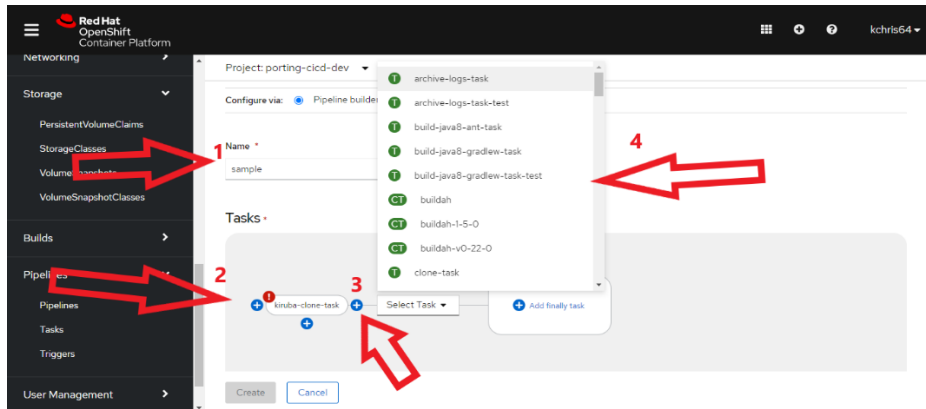 Red Hat
OpenShift
Container Platform
kchris64
Networking
Storage
PersistentVolumeClaims
StorageClasses
VolumeSnapshots
VolumeSnapshotClasses
Builds
Pipelines
Pipelines
Tasks
Triggers
User Management
Project: porting-cicd-dev
Configure via: Pipeline builder
1
Name *
sample
Tasks *
2
kiruba-clone-task
3
Select Task
Add finally task
T archive-logs-task
T archive-logs-task-test
T build-java8-ant-task
T build-java8-gradlew-task
T build-java8-gradlew-task-test
CT buildah
CT buildah-1-5-0
CT buildah-v0-22-0
T clone-task
4
Create
Cancel